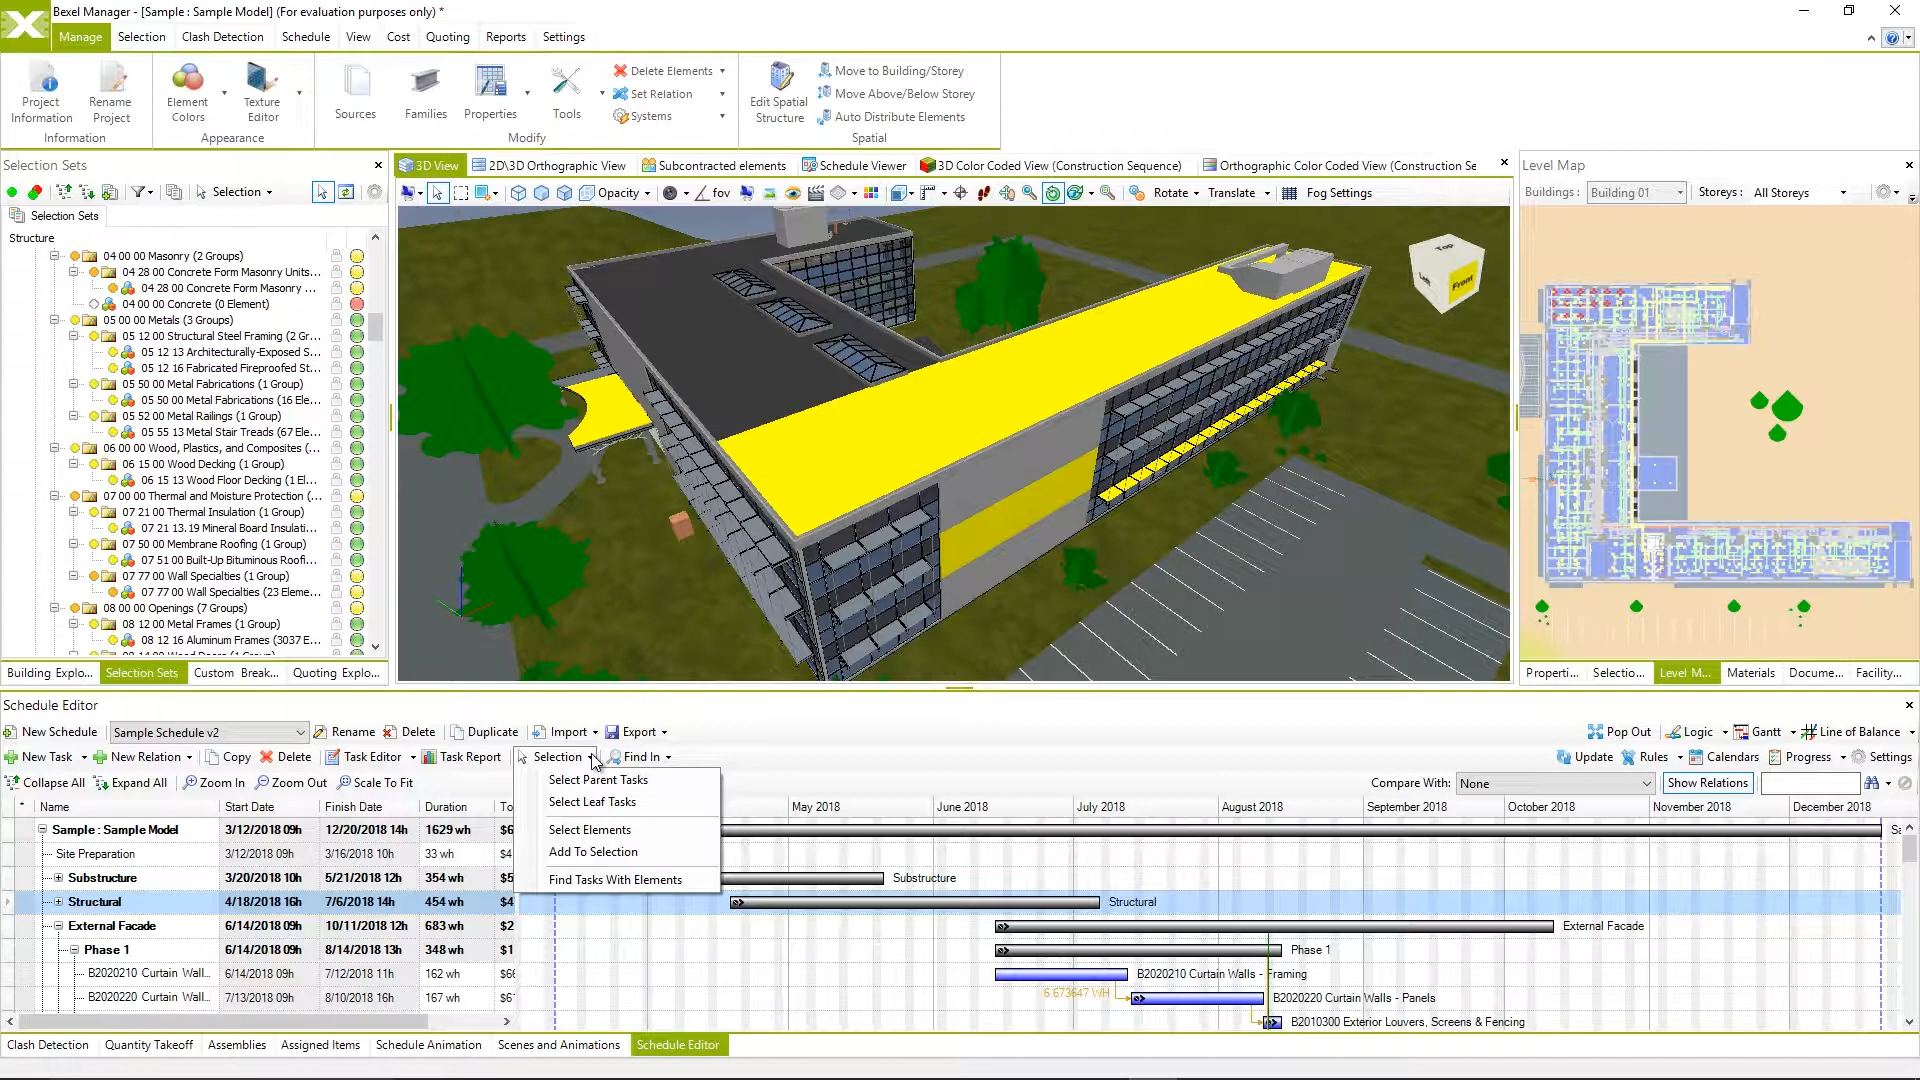 Bexel Manager - [Sample : Sample Model] (For evaluation purposes only) *
Manage Selection Clash Detection Schedule View Cost Quoting Reports Settings
Project Information
Rename Project
Information
Element Colors
Texture Editor
Appearance
Sources
Families
Properties
Tools
Delete Elements
Set Relation
Systems
Modify
Edit Spatial Structure
Move to Building/Storey
Move Above/Below Storey
Auto Distribute Elements
Spatial
Selection Sets
Selection
Selection Sets
Structure
04 00 00 Masonry (2 Groups)
04 28 00 Concrete Form Masonry Units...
04 28 00 Concrete Form Masonry ...
04 00 00 Concrete (0 Element)
05 00 00 Metals (3 Groups)
05 12 00 Structural Steel Framing (2 Gr...
05 12 13 Architecturally-Exposed S...
05 12 16 Fabricated Fireproofed St...
05 50 00 Metal Fabrications (1 Group)
05 50 00 Metal Fabrications (16 Ele...
05 52 00 Metal Railings (1 Group)
05 55 13 Metal Stair Treads (67 Ele...
06 00 00 Wood, Plastics, and Composites (...
06 15 00 Wood Decking (1 Group)
06 15 13 Wood Floor Decking (1 El...
07 00 00 Thermal and Moisture Protection (...
07 21 00 Thermal Insulation (1 Group)
07 21 13.19 Mineral Board Insulati...
07 50 00 Membrane Roofing (1 Group)
07 51 00 Built-Up Bituminous Roofi...
07 77 00 Wall Specialties (1 Group)
07 77 00 Wall Specialties (23 Eleme...
08 00 00 Openings (7 Groups)
08 12 00 Metal Frames (1 Group)
08 12 16 Aluminum Frames (3037 E...
Building Explo... Selection Sets Custom Break... Quoting Explo...
3D View 2D\3D Orthographic View Subcontracted elements Schedule Viewer 3D Color Coded View (Construction Sequence) Orthographic Color Coded View (Construction Se
Opacity fov Rotate Translate Fog Settings
Top
Left
Front
Level Map
Buildings : Building 01 Storeys : All Storeys
Properti... Selectio... Level M... Materials Docume... Facility...
Schedule Editor
New Schedule Sample Schedule v2 Rename Delete Duplicate Import Export Pop Out Logic Gantt Line of Balance
New Task New Relation Copy Delete Task Editor Task Report Selection Find In Update Rules Calendars Progress Settings
Collapse All Expand All Zoom In Zoom Out Scale To Fit Compare With: None Show Relations
Select Parent Tasks
Select Leaf Tasks
Select Elements
Add To Selection
Find Tasks With Elements
* Name Start Date Finish Date Duration To May 2018 June 2018 July 2018 August 2018 September 2018 October 2018 November 2018 December 2018
Sample : Sample Model 3/12/2018 09h 12/20/2018 14h 1629 wh $6 Sa
Site Preparation 3/12/2018 09h 3/16/2018 10h 33 wh $4
Substructure 3/20/2018 10h 5/21/2018 12h 354 wh $5 Substructure
Structural 4/18/2018 16h 7/6/2018 14h 454 wh $4 Structural
External Facade 6/14/2018 09h 10/11/2018 12h 683 wh $2 External Facade
Phase 1 6/14/2018 09h 8/14/2018 13h 348 wh $1 Phase 1
B2020210 Curtain Wall... 6/14/2018 09h 7/12/2018 11h 162 wh $66 B2020210 Curtain Walls - Framing
6.673647 WH
B2020220 Curtain Wall... 7/13/2018 09h 8/10/2018 16h 167 wh B2020220 Curtain Walls - Panels
B2010300 Exterior Louvers, Screens & Fencing
Clash Detection Quantity Takeoff Assemblies Assigned Items Schedule Animation Scenes and Animations Schedule Editor